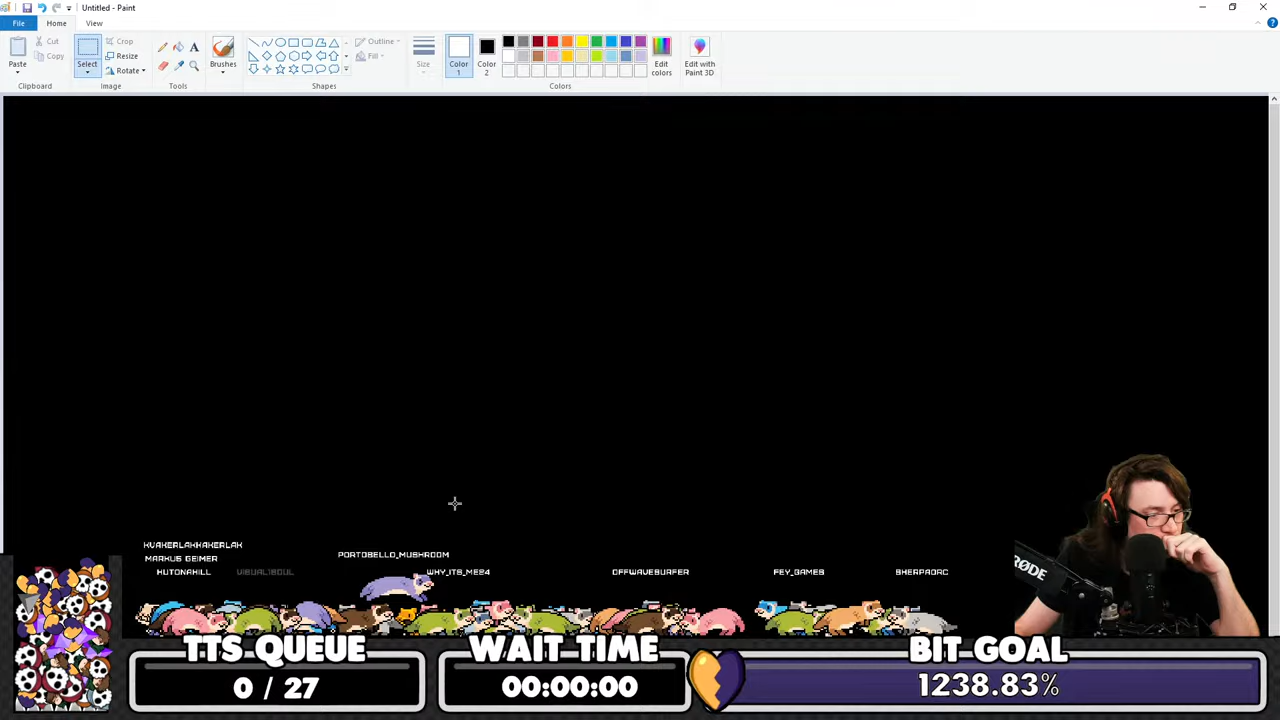 Untitled - Paint
File Home View
Paste
Cut
Copy
Clipboard
Select
Crop
Resize
Rotate
Image
A
Tools
Brushes
Outline
Fill
Shapes
Size
Color 1
Color 2
Edit colors
Edit with Paint 3D
Colors
KVAKERLAKHAKERLAK
MARKUS GEIMER
PORTOBELLO_MUSHROOM
HUTONAHILL
VISUAL1SOUL
WHY_ITS_ME24
OFFWAVESURFER
FEY_GAMES
SHERPAORC
RØDE
TTS QUEUE
0 / 27
WAIT TIME
00:00:00
BIT GOAL
1238.83%